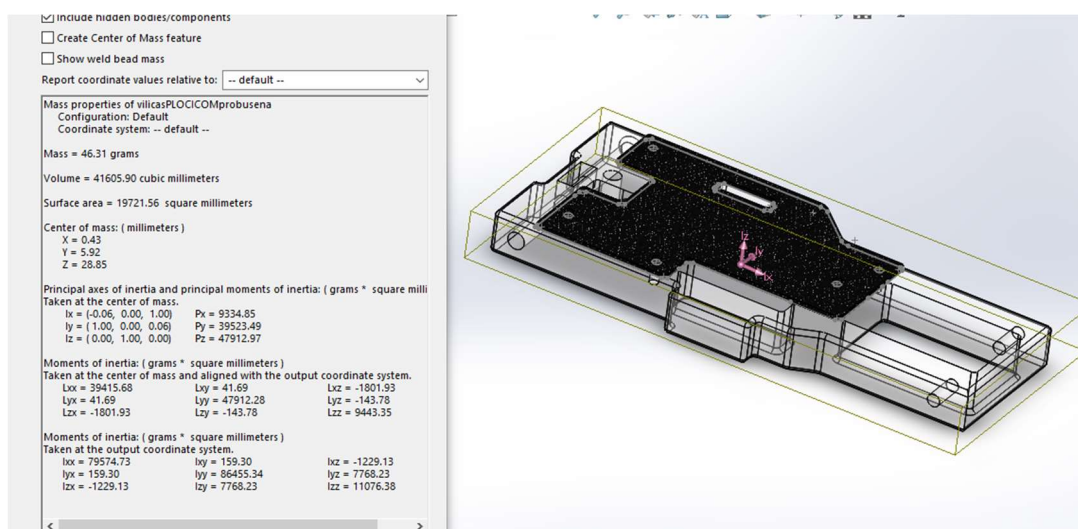 Include hidden bodies/components
Create Center of Mass feature
Show weld bead mass
Report coordinate values relative to: -- default --
Mass properties of vilicasPLOCICOMprobusena
Configuration: Default
Coordinate system: -- default --
Mass = 46.31 grams
Volume = 41605.90 cubic millimeters
Surface area = 19721.56 square millimeters
Center of mass: ( millimeters )
X = 0.43
Y = 5.92
Z = 28.85
Principal axes of inertia and principal moments of inertia: ( grams * square milli
Taken at the center of mass.
Ix = (-0.06, 0.00, 1.00) Px = 9334.85
Iy = ( 1.00, 0.00, 0.06) Py = 39523.49
Iz = ( 0.00, 1.00, 0.00) Pz = 47912.97
Moments of inertia: ( grams * square millimeters )
Taken at the center of mass and aligned with the output coordinate system.
Lxx = 39415.68 Lxy = 41.69 Lxz = -1801.93
Lyx = 41.69 Lyy = 47912.28 Lyz = -143.78
Lzx = -1801.93 Lzy = -143.78 Lzz = 9443.35
Moments of inertia: ( grams * square millimeters )
Taken at the output coordinate system.
Ixx = 79574.73 Ixy = 159.30 Ixz = -1229.13
Iyx = 159.30 Iyy = 86455.34 Iyz = 7768.23
Izx = -1229.13 Izy = 7768.23 Izz = 11076.38
Iz
Iy
Ix